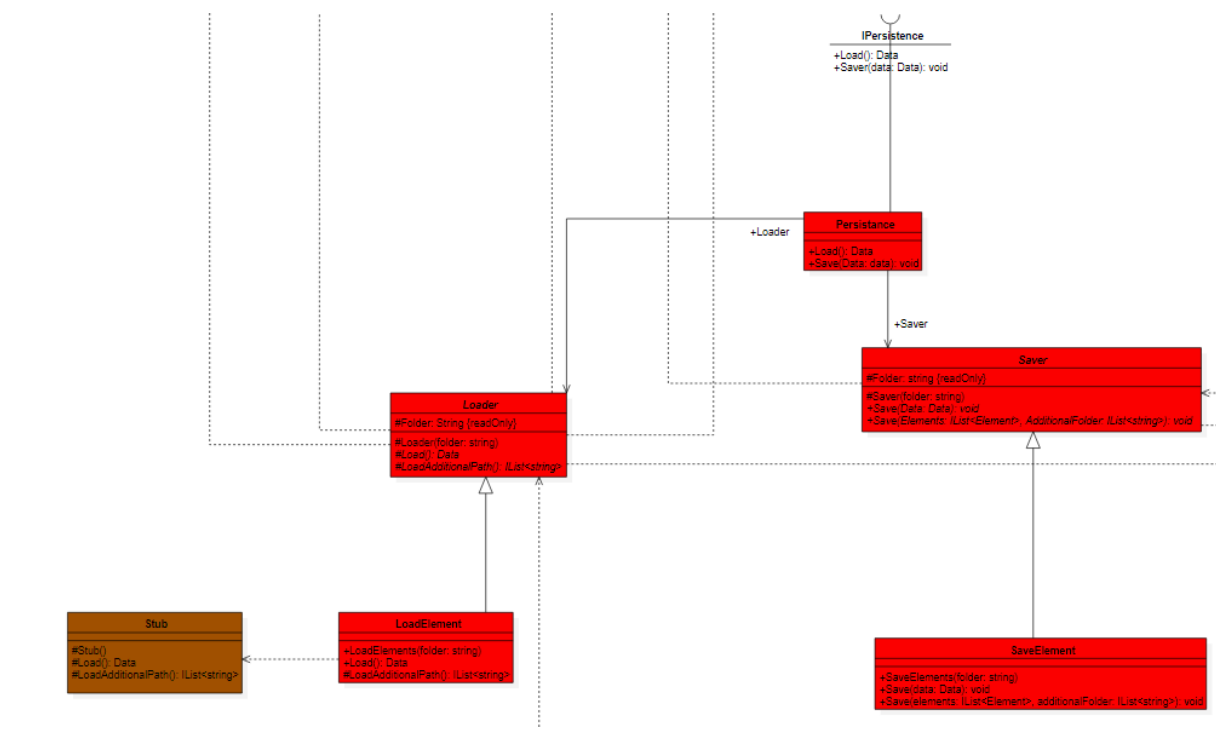 IPersistence
+Load(): Data
+Saver(data: Data): void
+Loader
Persistance
+Load(): Data
+Save(Data: data): void
+Saver
Saver
#Folder: string {readOnly}
#Saver(folder: string)
+Save(Data: Data): void
+Save(Elements, IList<Element>, AdditionalFolder: IList<string>): void
Loader
#Folder: String {readOnly}
#Loader(folder: string)
#Load(): Data
#LoadAdditionalPath(): IList<string>
Stub
#Stub()
#Load(): Data
#LoadAdditionalPath(): IList<string>
LoadElement
+LoadElements(folder: string)
+Load(): Data
#LoadAdditionalPath(): IList<string>
SaveElement
+SaveElements(folder: string)
+Save(data: Data): void
+Save(elements: IList<Element>, additionalFolder: IList<string>): void